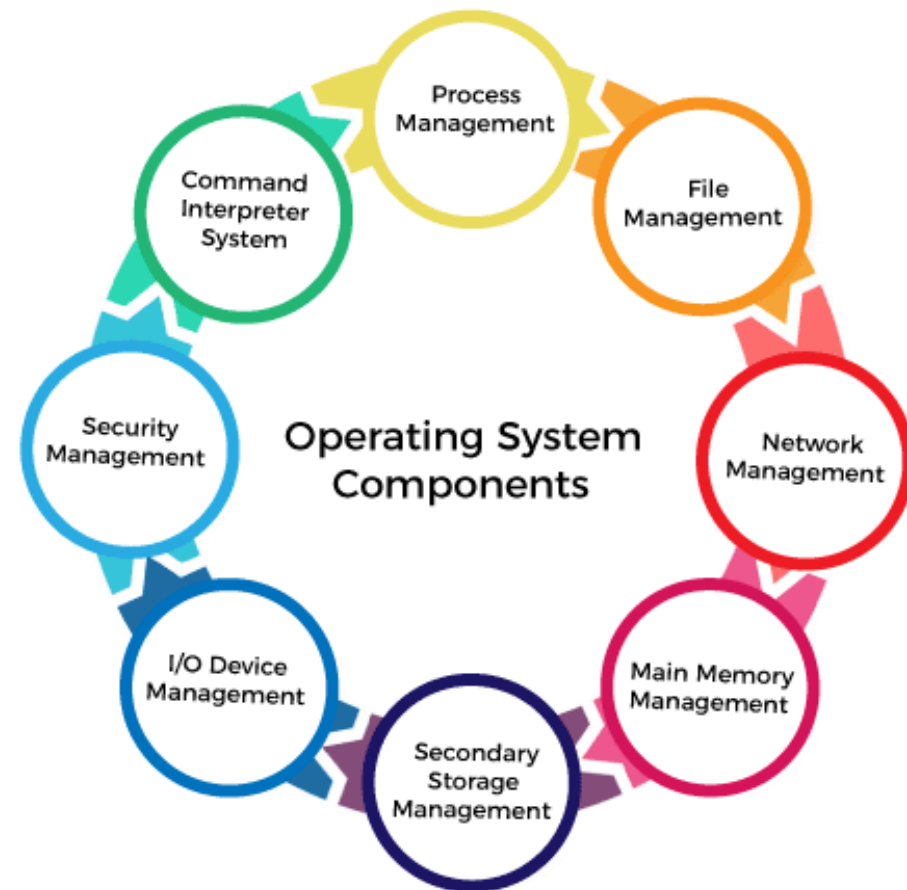 Process
Management
File
Management
Network
Management
Main Memory
Management
Secondary
Storage
Management
I/O Device
Management
Security
Management
Command
Interpreter
System
Operating System
Components